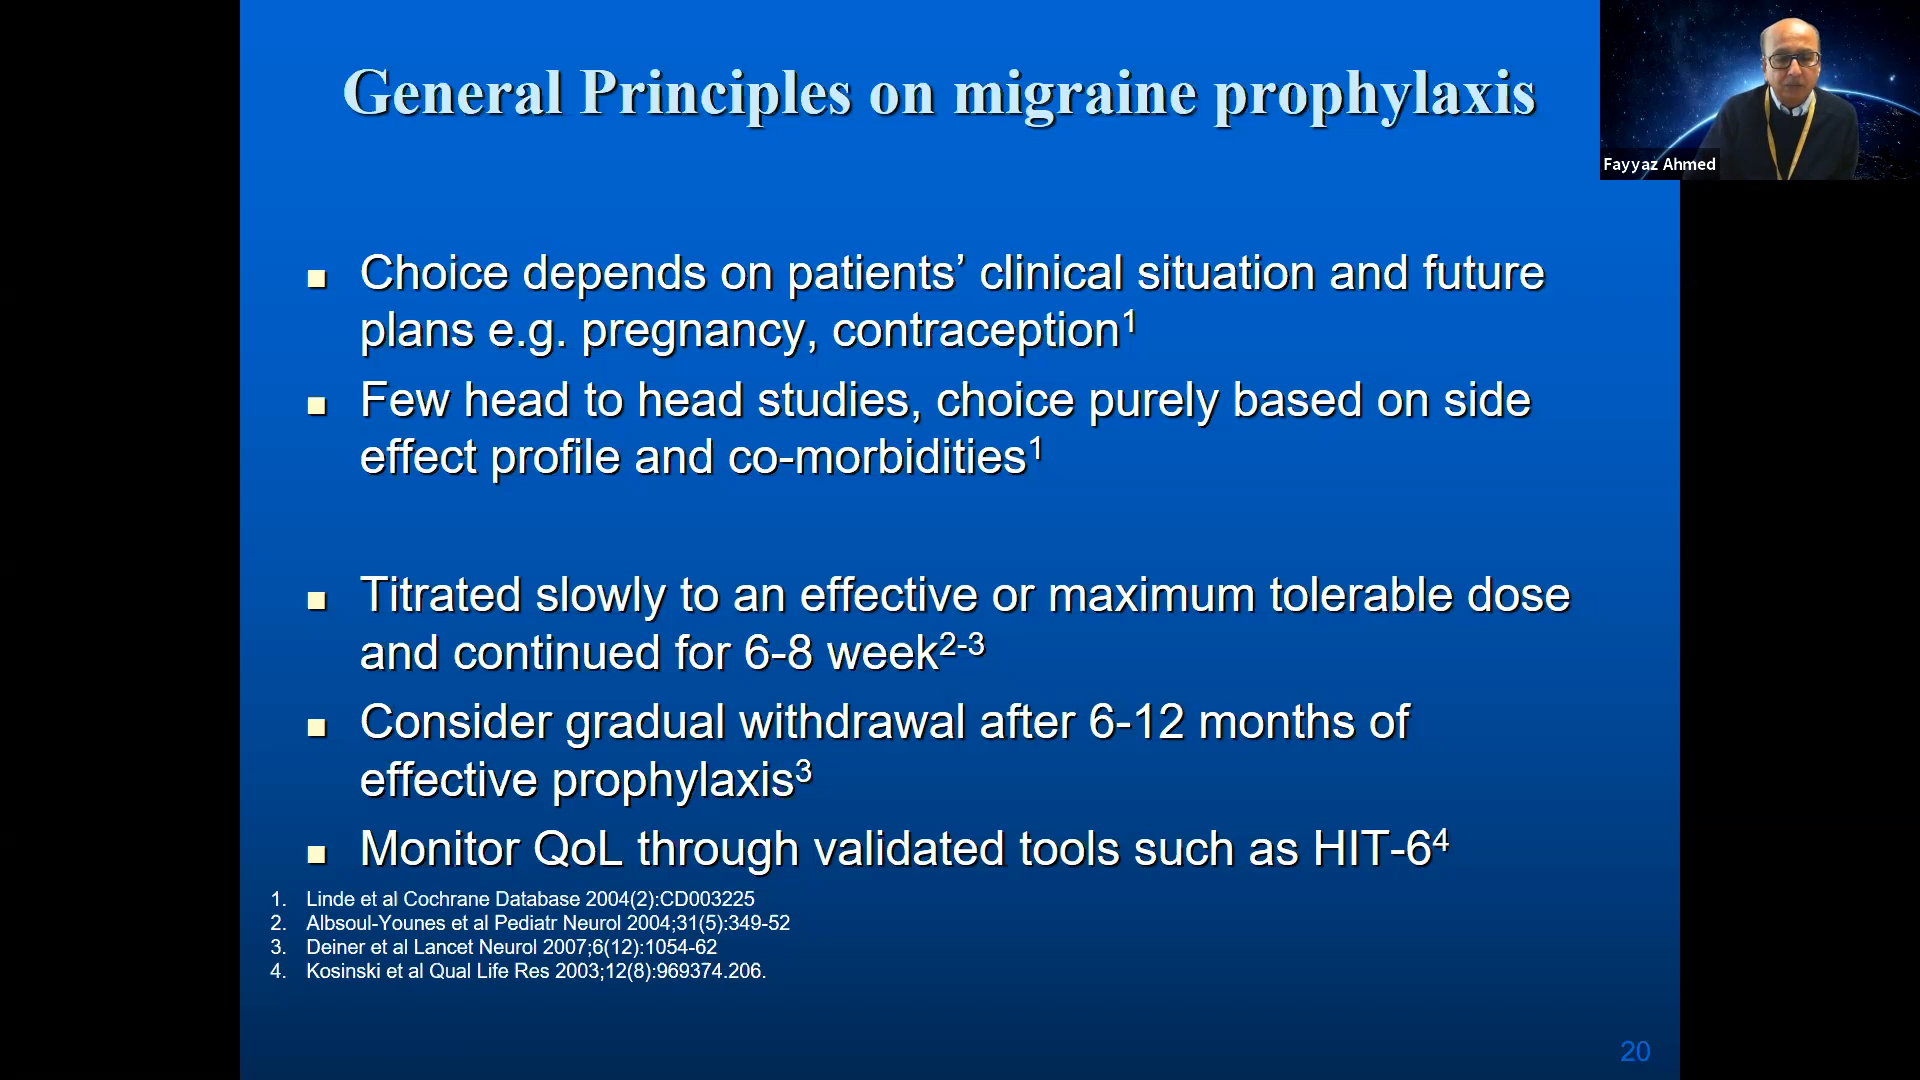 General Principles on migraine prophylaxis
Fayyaz Ahmed
■ Choice depends on patients’ clinical situation and future
plans e.g. pregnancy, contraception¹
■ Few head to head studies, choice purely based on side
effect profile and co-morbidities¹
■ Titrated slowly to an effective or maximum tolerable dose
and continued for 6-8 week²⁻³
■ Consider gradual withdrawal after 6-12 months of
effective prophylaxis³
■ Monitor QoL through validated tools such as HIT-6⁴
1. Linde et al Cochrane Database 2004(2):CD003225
2. Albsoul-Younes et al Pediatr Neurol 2004;31(5):349-52
3. Deiner et al Lancet Neurol 2007;6(12):1054-62
4. Kosinski et al Qual Life Res 2003;12(8):969374.206.
20